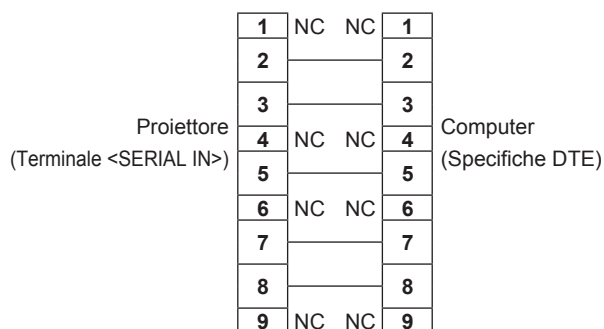 1 NC NC 1
2 2
3 3
Proiettore
(Terminale <SERIAL IN>)
4 NC NC 4
Computer
(Specifiche DTE)
5 5
6 NC NC 6
7 7
8 8
9 NC NC 9